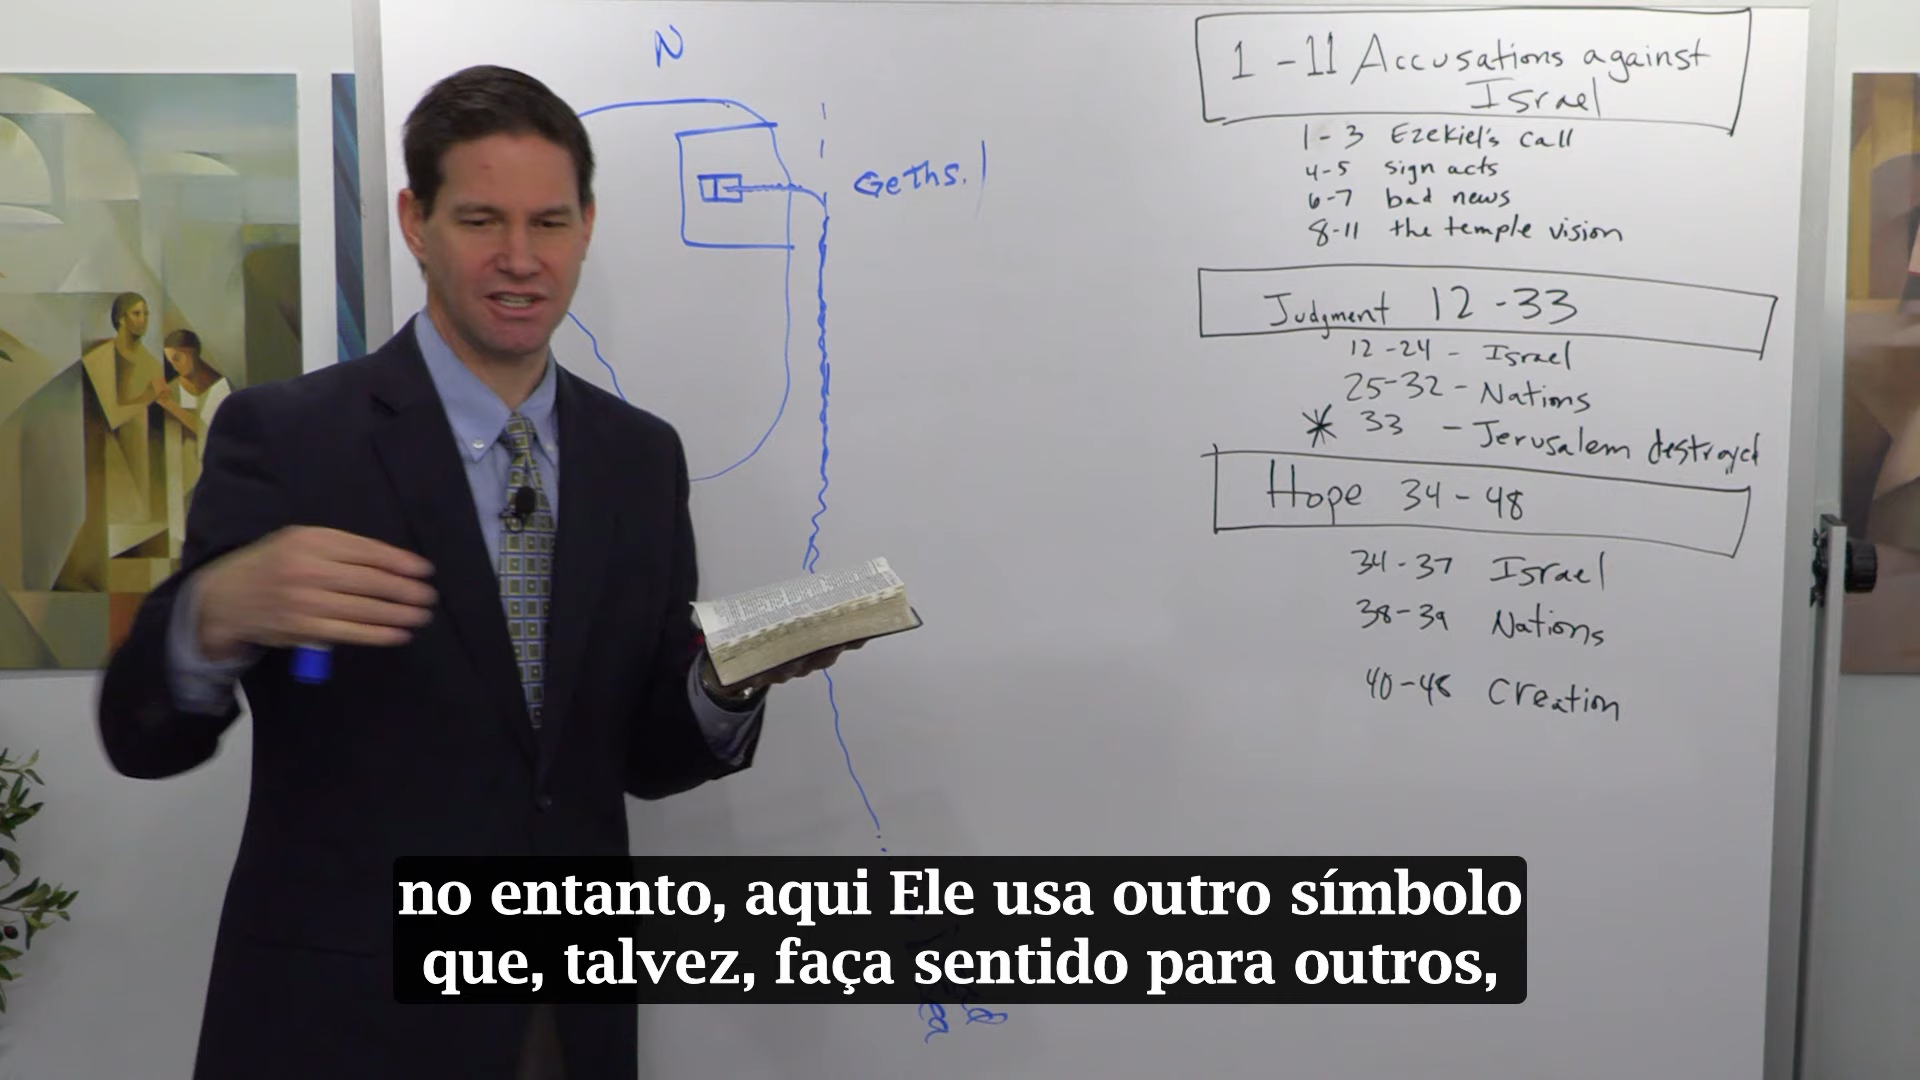 N
Geths.
1-11 Accusations against
Israel
1-3 Ezekiel's call
4-5 sign acts
6-7 bad news
8-11 the temple vision
Judgment 12-33
12-24 - Israel
25-32 - Nations
* 33 - Jerusalem destroyed
Hope 34-48
34-37 Israel
38-39 Nations
40-48 Creation
no entanto, aqui Ele usa outro símbolo
que, talvez, faça sentido para outros,